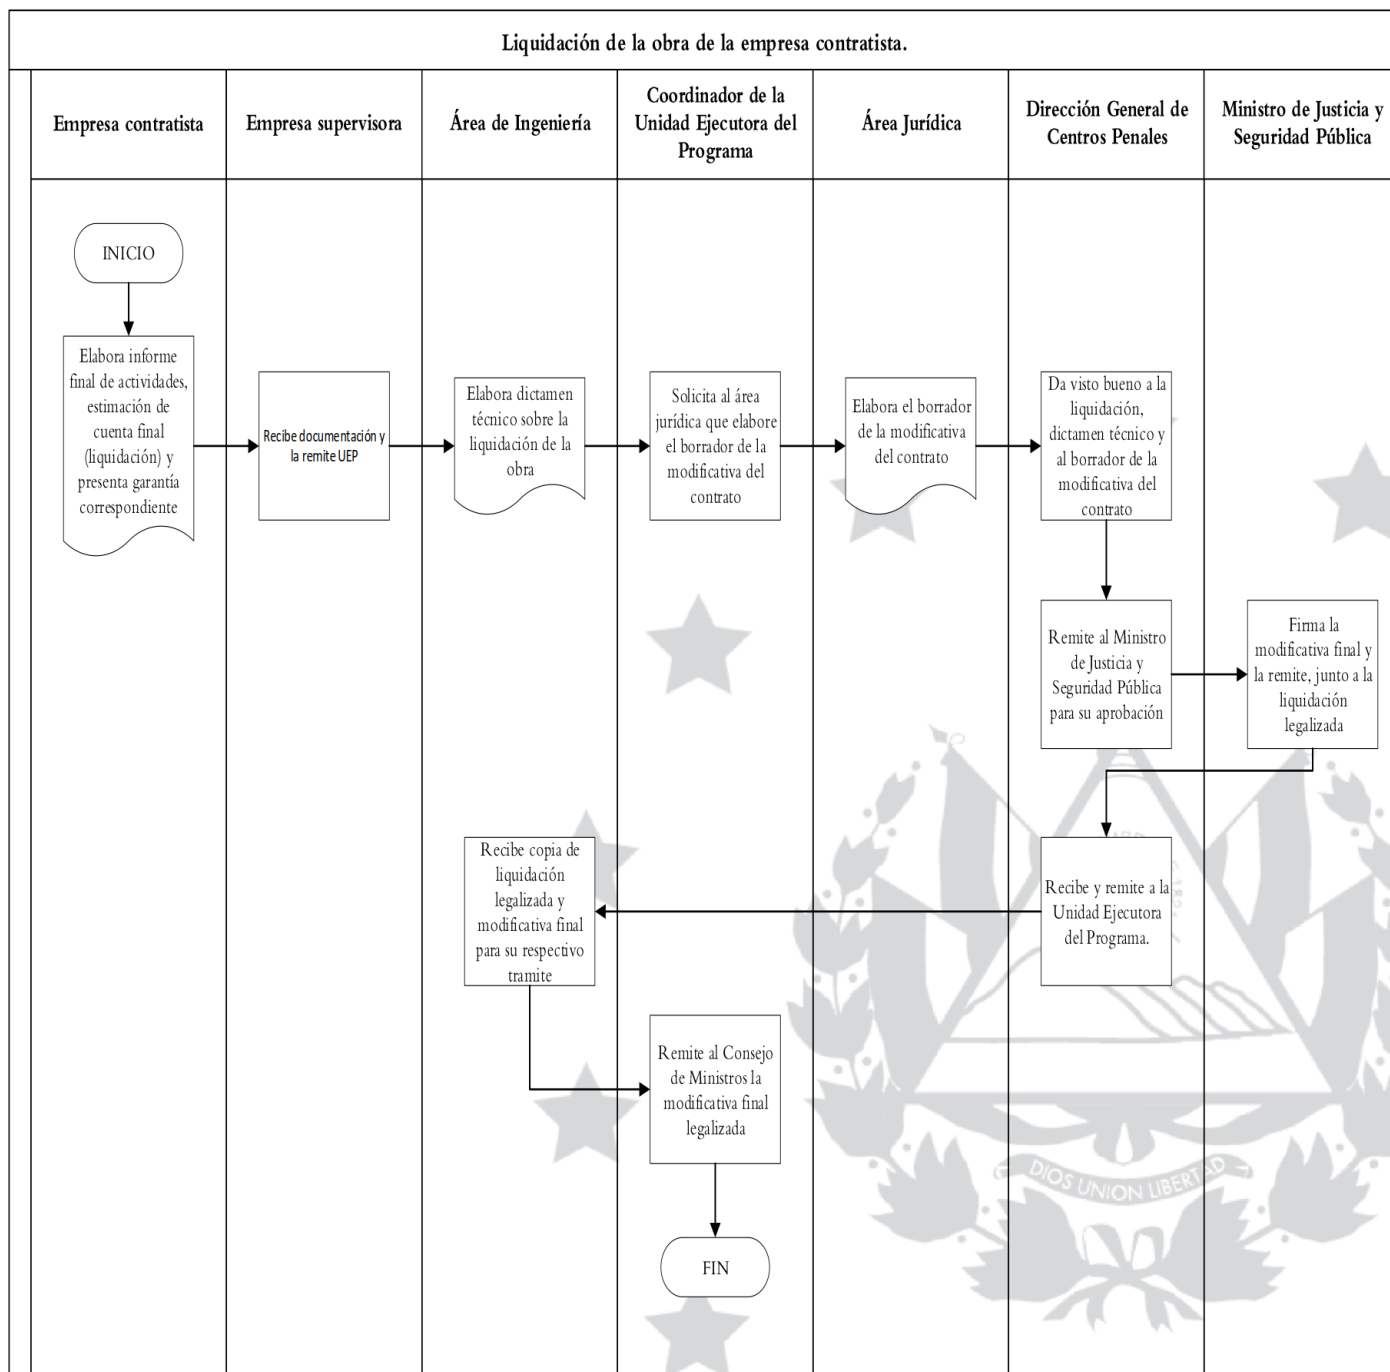 Liquidación de la obra de la empresa contratista.
Empresa contratista
Empresa supervisora
Área de Ingeniería
Coordinador de la
Unidad Ejecutora del
Programa
Área Jurídica
Dirección General de
Centros Penales
Ministro de Justicia y
Seguridad Pública
INICIO
Elabora informe
final de actividades,
estimación de
cuenta final
(liquidación) y
presenta garantía
correspondiente
Recibe documentación y
la remite UEP
Elabora dictamen
técnico sobre la
liquidación de la
obra
Solicita al área
jurídica que elabore
el borrador de la
modificativa del
contrato
Elabora el borrador
de la modificativa
del contrato
Da visto bueno a la
liquidación,
dictamen técnico y
al borrador de la
modificativa del
contrato
Remite al Ministro
de Justicia y
Seguridad Pública
para su aprobación
Firma la
modificativa final y
la remite, junto a la
liquidación
legalizada
Recibe y remite a la
Unidad Ejecutora
del Programa.
Recibe copia de
liquidación
legalizada y
modificativa final
para su respectivo
tramite
Remite al Consejo
de Ministros la
modificativa final
legalizada
FIN
DIOS UNION LIBERTAD